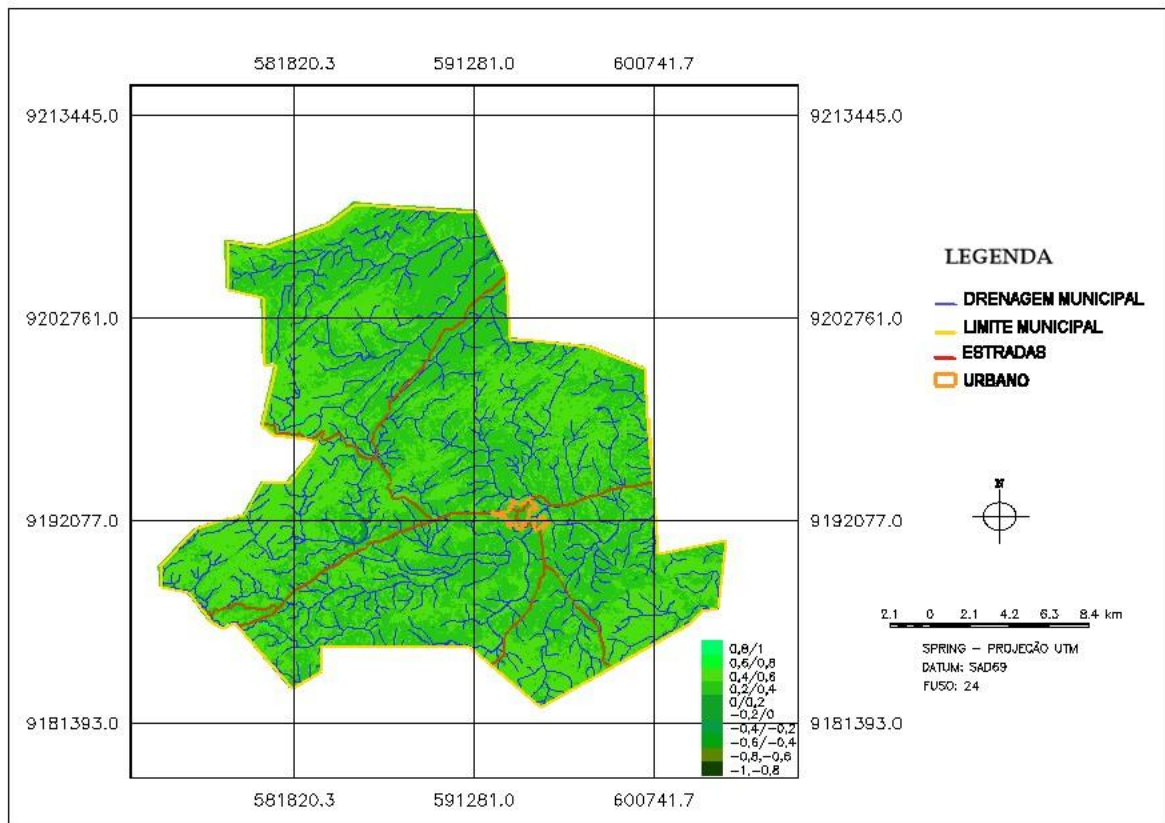 581820.3 591281.0 600741.7
9213445.0 9213445.0
LEGENDA
DRENAGEM MUNICIPAL
9202761.0 9202761.0
LIMITE MUNICIPAL
ESTRADAS
URBANO
N
9192077.0 9192077.0
2.1 0 2.1 4.2 6.3 8.4 km
SPRING – PROJEÇÃO UTM
DATUM: SAD69
FUSO: 24
0,8/1
0,6/0,8
0,4/0,6
0,2/0,4
0/0,2
-0,2/0
-0,4/-0,2
-0,6/-0,4
-0,8,-0,6
-1,-0,8
9181393.0 9181393.0
581820.3 591281.0 600741.7